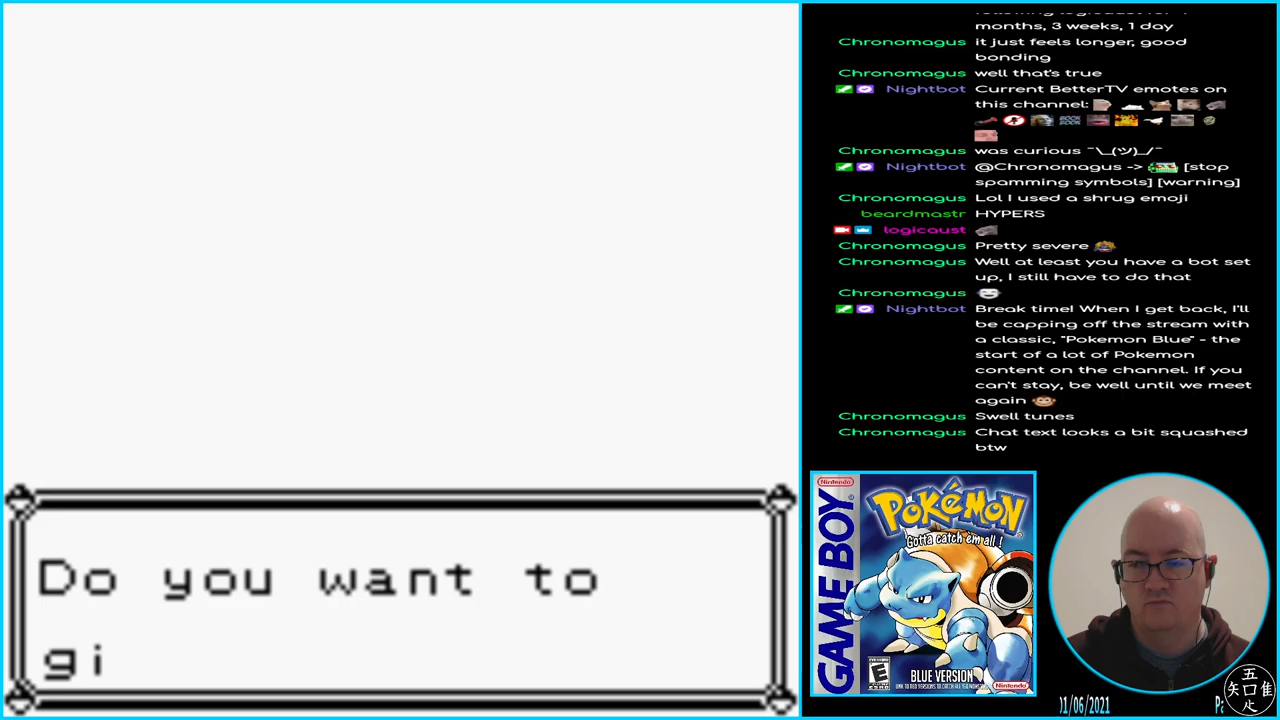 Do you want to
gi
months, 3 weeks, 1 day
Chronomagus it just feels longer, good
bonding
Chronomagus well that's true
Nightbot Current BetterTV emotes on
this channel:
Chronomagus was curious ¯\_(ツ)_/¯
Nightbot @Chronomagus -> [stop
spamming symbols] [warning]
Chronomagus Lol I used a shrug emoji
beardmastr HYPERS
logicaust
Chronomagus Pretty severe
Chronomagus Well at least you have a bot set
up, I still have to do that
Chronomagus
Nightbot Break time! When I get back, I'll
be capping off the stream with
a classic, "Pokemon Blue" - the
start of a lot of Pokemon
content on the channel. If you
can't stay, be well until we meet
again
Chronomagus Swell tunes
Chronomagus Chat text looks a bit squashed
btw
Nintendo
GAME BOY
POKéMON
Gotta catch 'em all!
BLUE VERSION
Nintendo
01/06/2021
五
矢口隹
止